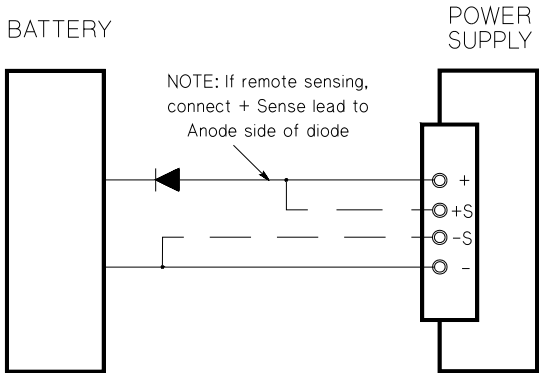 BATTERY
POWER
SUPPLY
NOTE: If remote sensing,
connect + Sense lead to
Anode side of diode
+
+S
-S
-